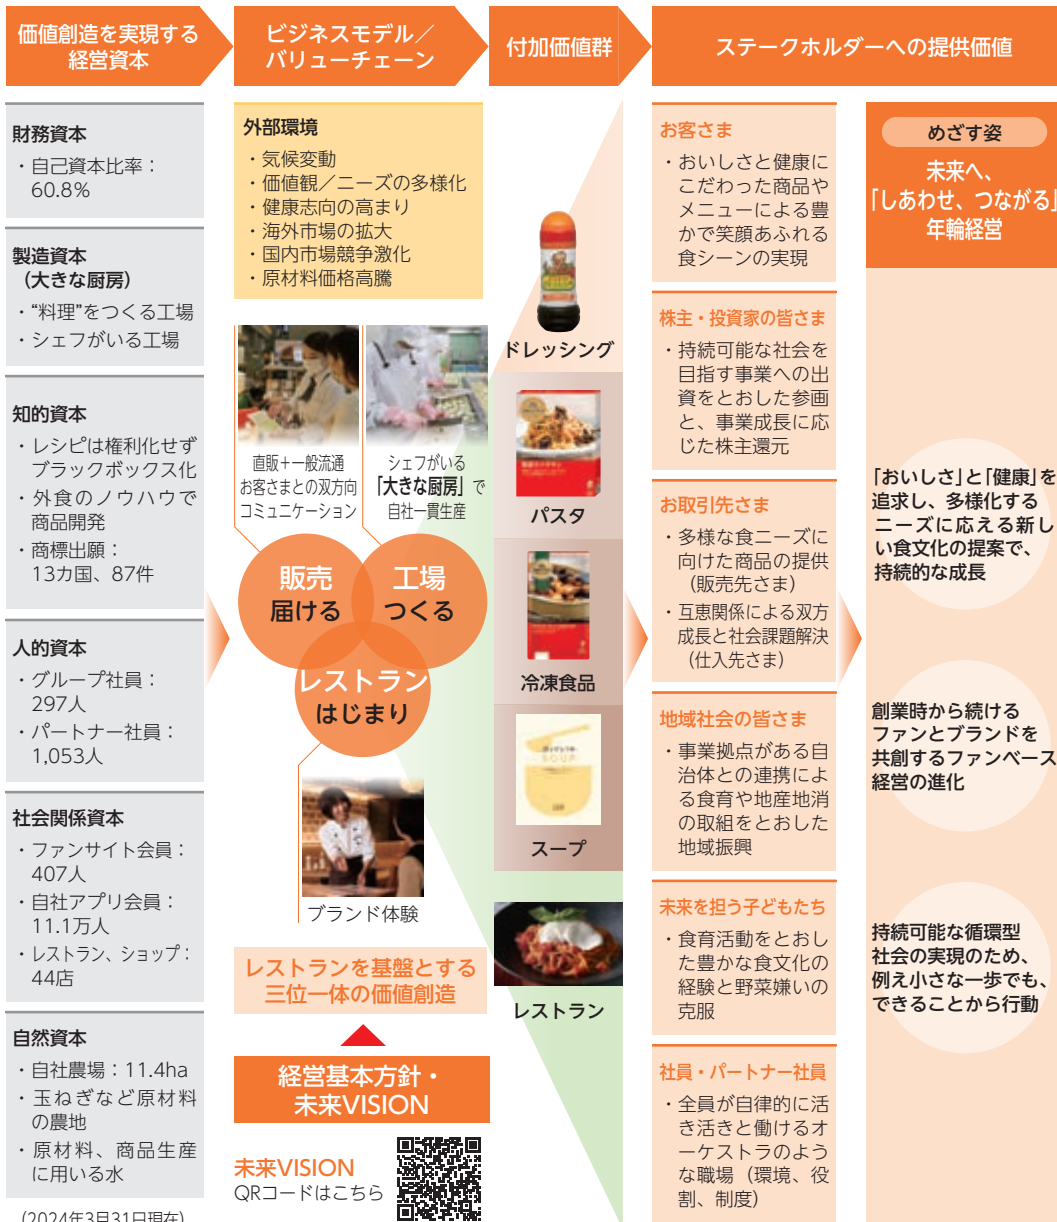 価値創造を実現する
経営資本
ビジネスモデル／
バリューチェーン
付加価値群
ステークホルダーへの提供価値
財務資本
・自己資本比率：
60.8%
製造資本
（大きな厨房）
・“料理”をつくる工場
・シェフがいる工場
知的資本
・レシピは権利化せず
ブラックボックス化
・外食のノウハウで
商品開発
・商標出願：
13カ国、87件
人的資本
・グループ社員：
297人
・パートナー社員：
1,053人
社会関係資本
・ファンサイト会員：
407人
・自社アプリ会員：
11.1万人
・レストラン、ショップ：
44店
自然資本
・自社農場：11.4ha
・玉ねぎなど原材料
の農地
・原材料、商品生産
に用いる水
(2024年3月31日現在)
外部環境
・気候変動
・価値観／ニーズの多様化
・健康志向の高まり
・海外市場の拡大
・国内市場競争激化
・原材料価格高騰
直販＋一般流通
お客さまとの双方向
コミュニケーション
シェフがいる
「大きな厨房」で
自社一貫生産
販売
届ける
工場
つくる
レストラン
はじまり
ブランド体験
レストランを基盤とする
三位一体の価値創造
経営基本方針・
未来VISION
未来VISION
QRコードはこちら
ドレッシング
パスタ
冷凍食品
SOUP
スープ
レストラン
お客さま
・おいしさと健康に
こだわった商品や
メニューによる豊
かで笑顔あふれる
食シーンの実現
株主・投資家の皆さま
・持続可能な社会を
目指す事業への出
資をとおした参画
と、事業成長に応
じた株主還元
お取引先さま
・多様な食ニーズに
向けた商品の提供
（販売先さま）
・互恵関係による双方
成長と社会課題解決
（仕入先さま）
地域社会の皆さま
・事業拠点がある自
治体との連携によ
る食育や地産地消
の取組をとおした
地域振興
未来を担う子どもたち
・食育活動をとおし
た豊かな食文化の
経験と野菜嫌いの
克服
社員・パートナー社員
・全員が自律的に活
き活きと働けるオ
ーケストラのよう
な職場（環境、役
割、制度）
めざす姿
未来へ、
「しあわせ、つながる」
年輪経営
「おいしさ」と「健康」を
追求し、多様化する
ニーズに応える新し
い食文化の提案で、
持続的な成長
創業時から続ける
ファンとブランドを
共創するファンベース
経営の進化
持続可能な循環型
社会の実現のため、
例え小さな一歩でも、
できることから行動